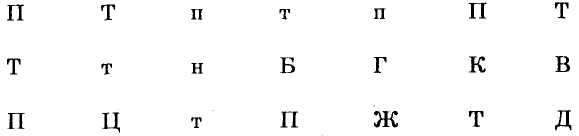 П Т п т п П Т
Т т н Б Г К В
П Ц т П Ж Т Д